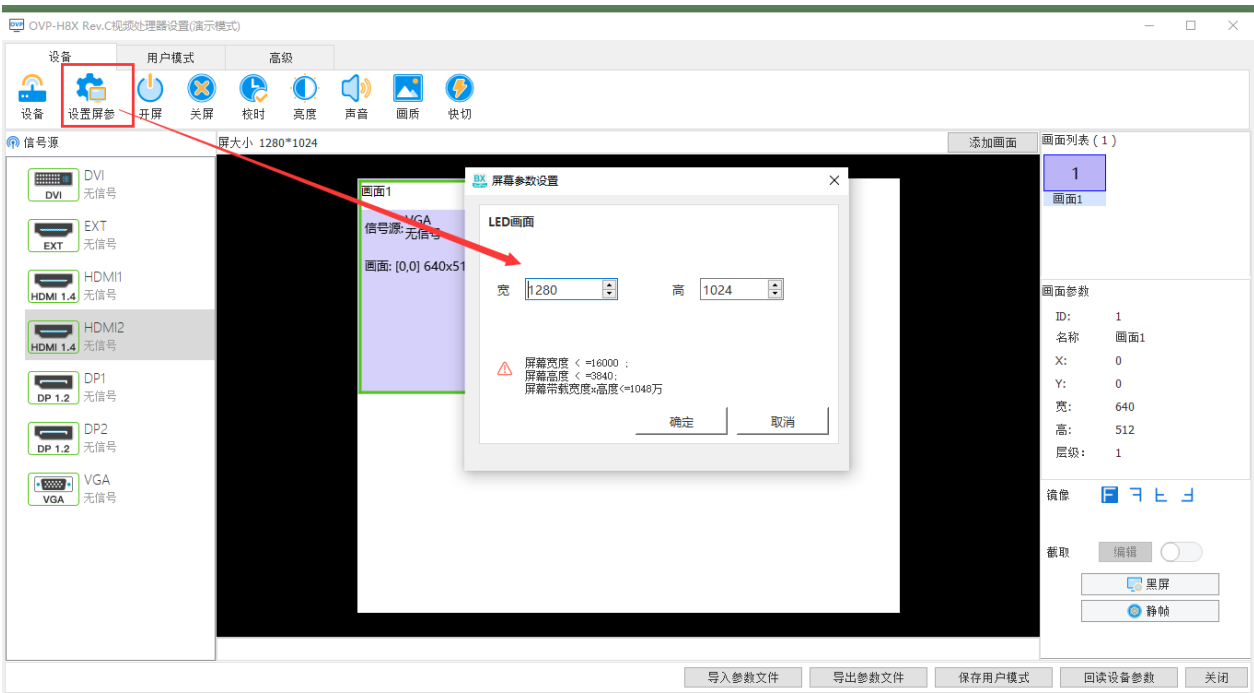 OVP-H8X Rev.C视频处理器设置(演示模式)
设备 用户模式 高级
设备 设置屏参 开屏 关屏 校时 亮度 声音 画质 快切
信号源
屏大小 1280*1024
添加画面
画面列表(1)
DVI
DVI
无信号
EXT
EXT
无信号
HDMI1
HDMI 1.4
无信号
HDMI2
HDMI 1.4
无信号
DP1
DP 1.2
无信号
DP2
DP 1.2
无信号
VGA
VGA
无信号
画面1
信号源: VGA
无信号
画面: [0,0] 640x51
BX 屏幕参数设置
LED画面
宽 1280 高 1024
屏幕宽度 < =16000 ;
屏幕高度 < =3840;
屏幕带载宽度x高度<=1048万
确定 取消
1
画面1
画面参数
ID: 1
名称 画面1
X: 0
Y: 0
宽: 640
高: 512
层级: 1
镜像
截取 编辑
黑屏
静帧
导入参数文件 导出参数文件 保存用户模式 回读设备参数 关闭